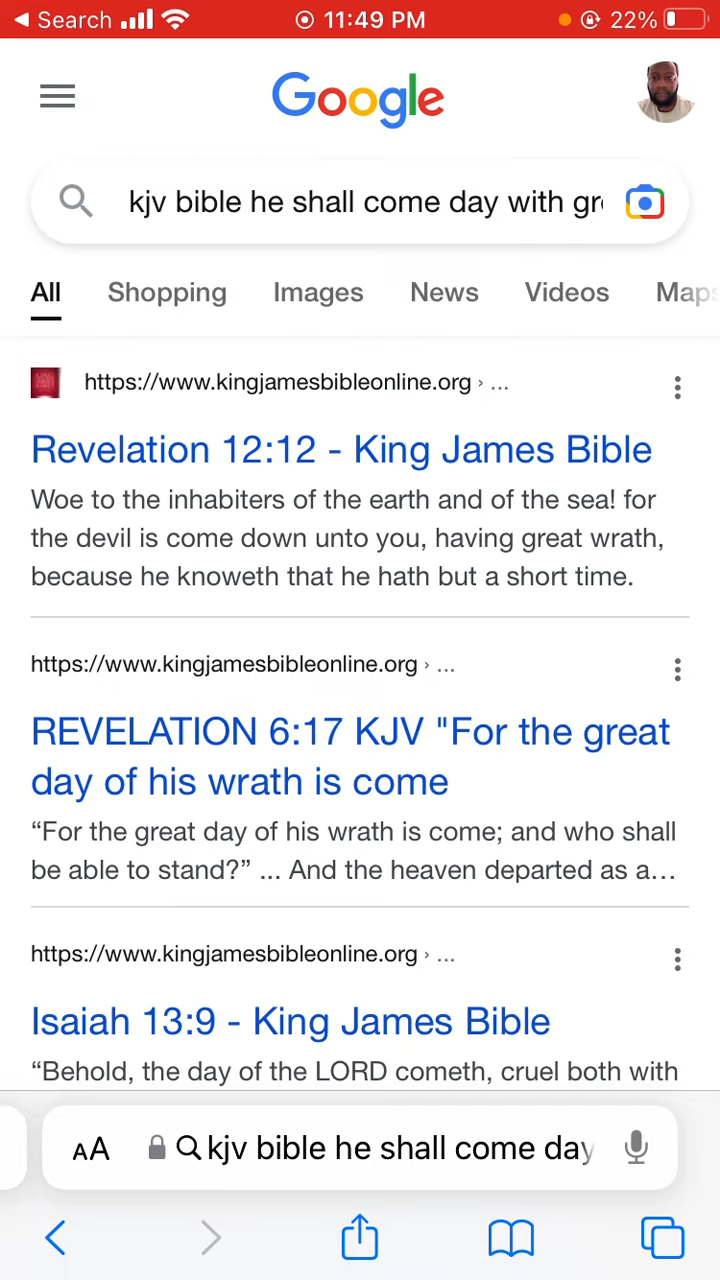 Search 11:49 PM 22%
Google
kjv bible he shall come day with gr
All Shopping Images News Videos Maps
https://www.kingjamesbibleonline.org › ...
Revelation 12:12 - King James Bible
Woe to the inhabiters of the earth and of the sea! for
the devil is come down unto you, having great wrath,
because he knoweth that he hath but a short time.
https://www.kingjamesbibleonline.org › ...
REVELATION 6:17 KJV "For the great
day of his wrath is come
“For the great day of his wrath is come; and who shall
be able to stand?” ... And the heaven departed as a...
https://www.kingjamesbibleonline.org › ...
Isaiah 13:9 - King James Bible
“Behold, the day of the LORD cometh, cruel both with
AA kjv bible he shall come day